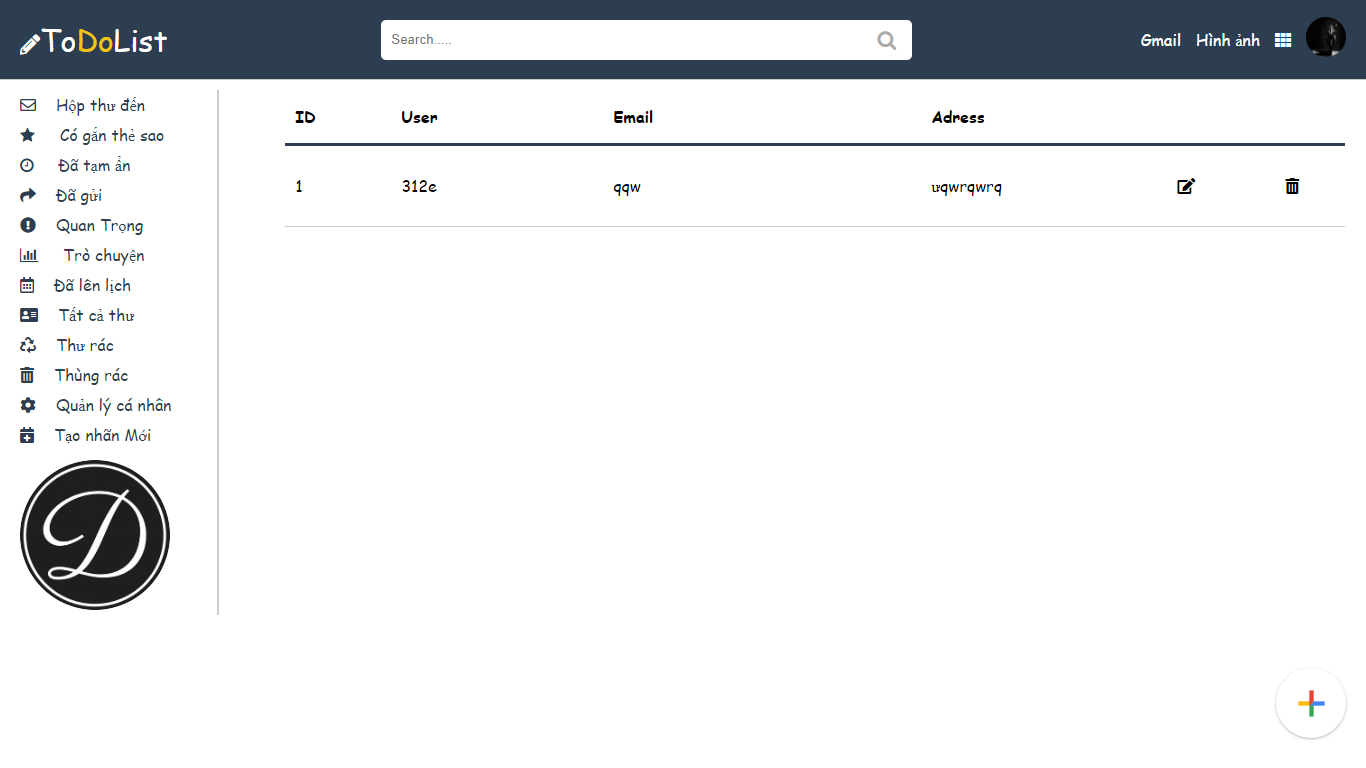 ToDoList
Search.....
Gmail Hình ảnh
Hộp thư đến
Có gắn thẻ sao
Đã tạm ẩn
Đã gửi
Quan Trọng
Trò chuyện
Đã lên lịch
Tất cả thư
Thư rác
Thùng rác
Quản lý cá nhân
Tạo nhãn Mới
D
ID User Email Adress
1 312e qqw ưqwrqwrq